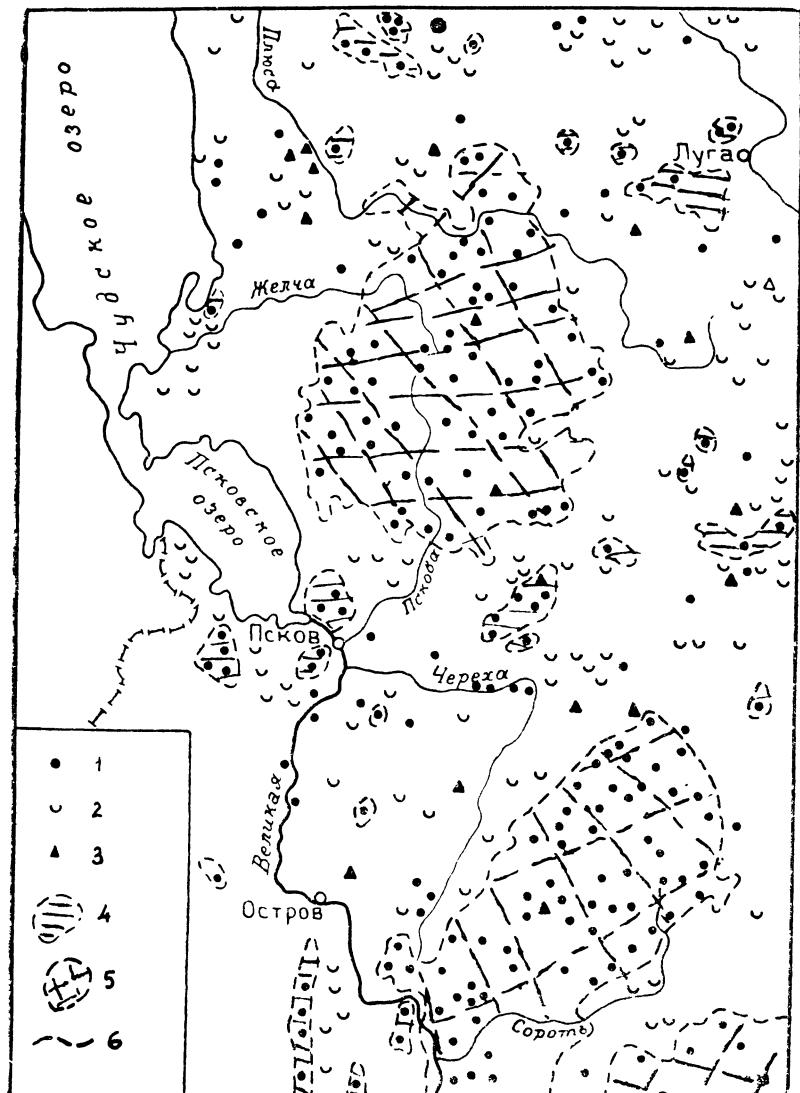 Плюса
Чудское озеро
Луга
Желча
Псковское
озеро
Пскова
Псков
Череха
Великая
Остров
Сороть
1
2
3
4
5
6